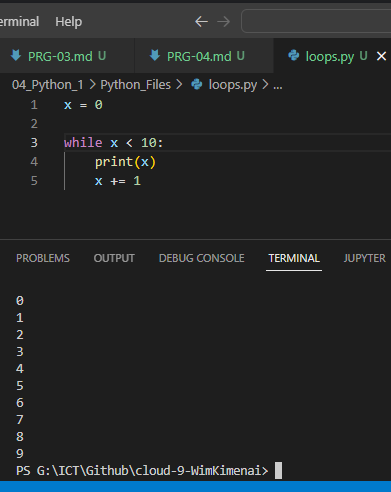 erminal Help
PRG-03.md U PRG-04.md U loops.py U
04_Python_1 > Python_Files > loops.py > ...
1 x = 0
2
3 while x < 10:
4     print(x)
5     x += 1
PROBLEMS OUTPUT DEBUG CONSOLE TERMINAL JUPYTER
0
1
2
3
4
5
6
7
8
9
PS G:\ICT\Github\cloud-9-WimKimenai>